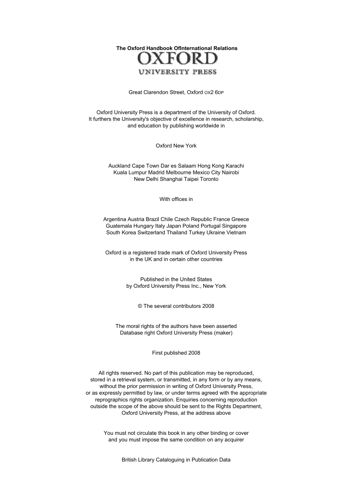 The Oxford Handbook OfInternational Relations
OXFORD
UNIVERSITY PRESS
Great Clarendon Street, Oxford OX2 6DP
Oxford University Press is a department of the University of Oxford.
It furthers the University's objective of excellence in research, scholarship,
and education by publishing worldwide in
Oxford New York
Auckland Cape Town Dar es Salaam Hong Kong Karachi
Kuala Lumpur Madrid Melbourne Mexico City Nairobi
New Delhi Shanghai Taipei Toronto
With offices in
Argentina Austria Brazil Chile Czech Republic France Greece
Guatemala Hungary Italy Japan Poland Portugal Singapore
South Korea Switzerland Thailand Turkey Ukraine Vietnam
Oxford is a registered trade mark of Oxford University Press
in the UK and in certain other countries
Published in the United States
by Oxford University Press Inc., New York
© The several contributors 2008
The moral rights of the authors have been asserted
Database right Oxford University Press (maker)
First published 2008
All rights reserved. No part of this publication may be reproduced,
stored in a retrieval system, or transmitted, in any form or by any means,
without the prior permission in writing of Oxford University Press,
or as expressly permitted by law, or under terms agreed with the appropriate
reprographics rights organization. Enquiries concerning reproduction
outside the scope of the above should be sent to the Rights Department,
Oxford University Press, at the address above
You must not circulate this book in any other binding or cover
and you must impose the same condition on any acquirer
British Library Cataloguing in Publication Data